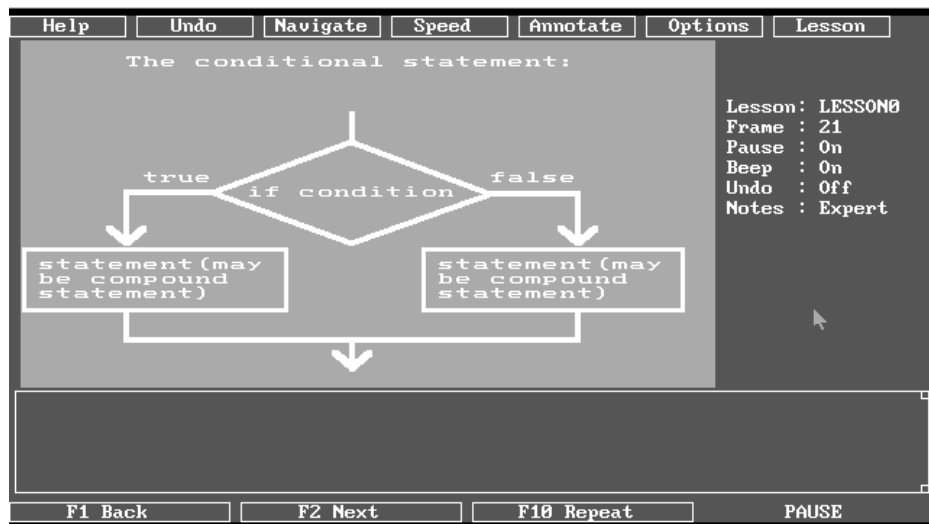 Help Undo Navigate Speed Annotate Options Lesson
The conditional statement:
Lesson: LESSON0
Frame : 21
Pause : On
Beep : On
Undo : Off
Notes : Expert
true false
if condition
statement(may
be compound
statement)
statement(may
be compound
statement)
F1 Back F2 Next F10 Repeat PAUSE